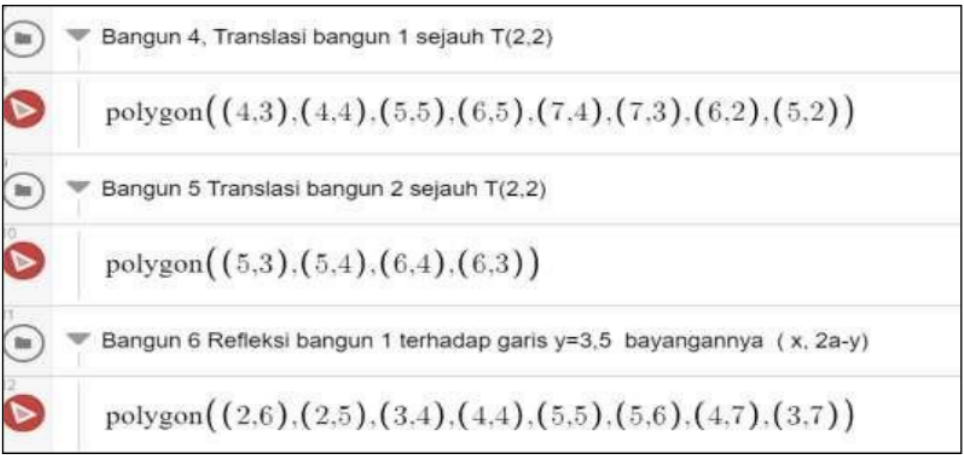 Bangun 4, Translasi bangun 1 sejauh T(2,2)
polygon((4,3),(4,4),(5,5),(6,5),(7,4),(7,3),(6,2),(5,2))
Bangun 5 Translasi bangun 2 sejauh T(2,2)
polygon((5,3),(5,4),(6,4),(6,3))
Bangun 6 Refleksi bangun 1 terhadap garis y=3,5 bayangannya ( x, 2a-y)
polygon((2,6),(2,5),(3,4),(4,4),(5,5),(5,6),(4,7),(3,7))